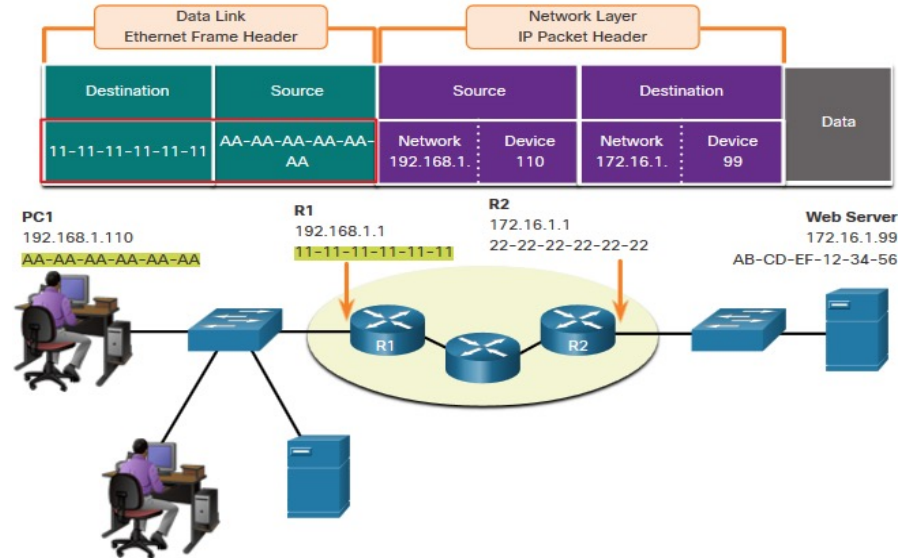 Data Link
Ethernet Frame Header
Network Layer
IP Packet Header
Destination
Source
Source
Destination
Data
11-11-11-11-11-11
AA-AA-AA-AA-AA-
AA
Network
192.168.1.
Device
110
Network
172.16.1.
Device
99
PC1
192.168.1.110
AA-AA-AA-AA-AA-AA
R1
192.168.1.1
11-11-11-11-11-11
R2
172.16.1.1
22-22-22-22-22-22
Web Server
172.16.1.99
AB-CD-EF-12-34-56
R1
R2